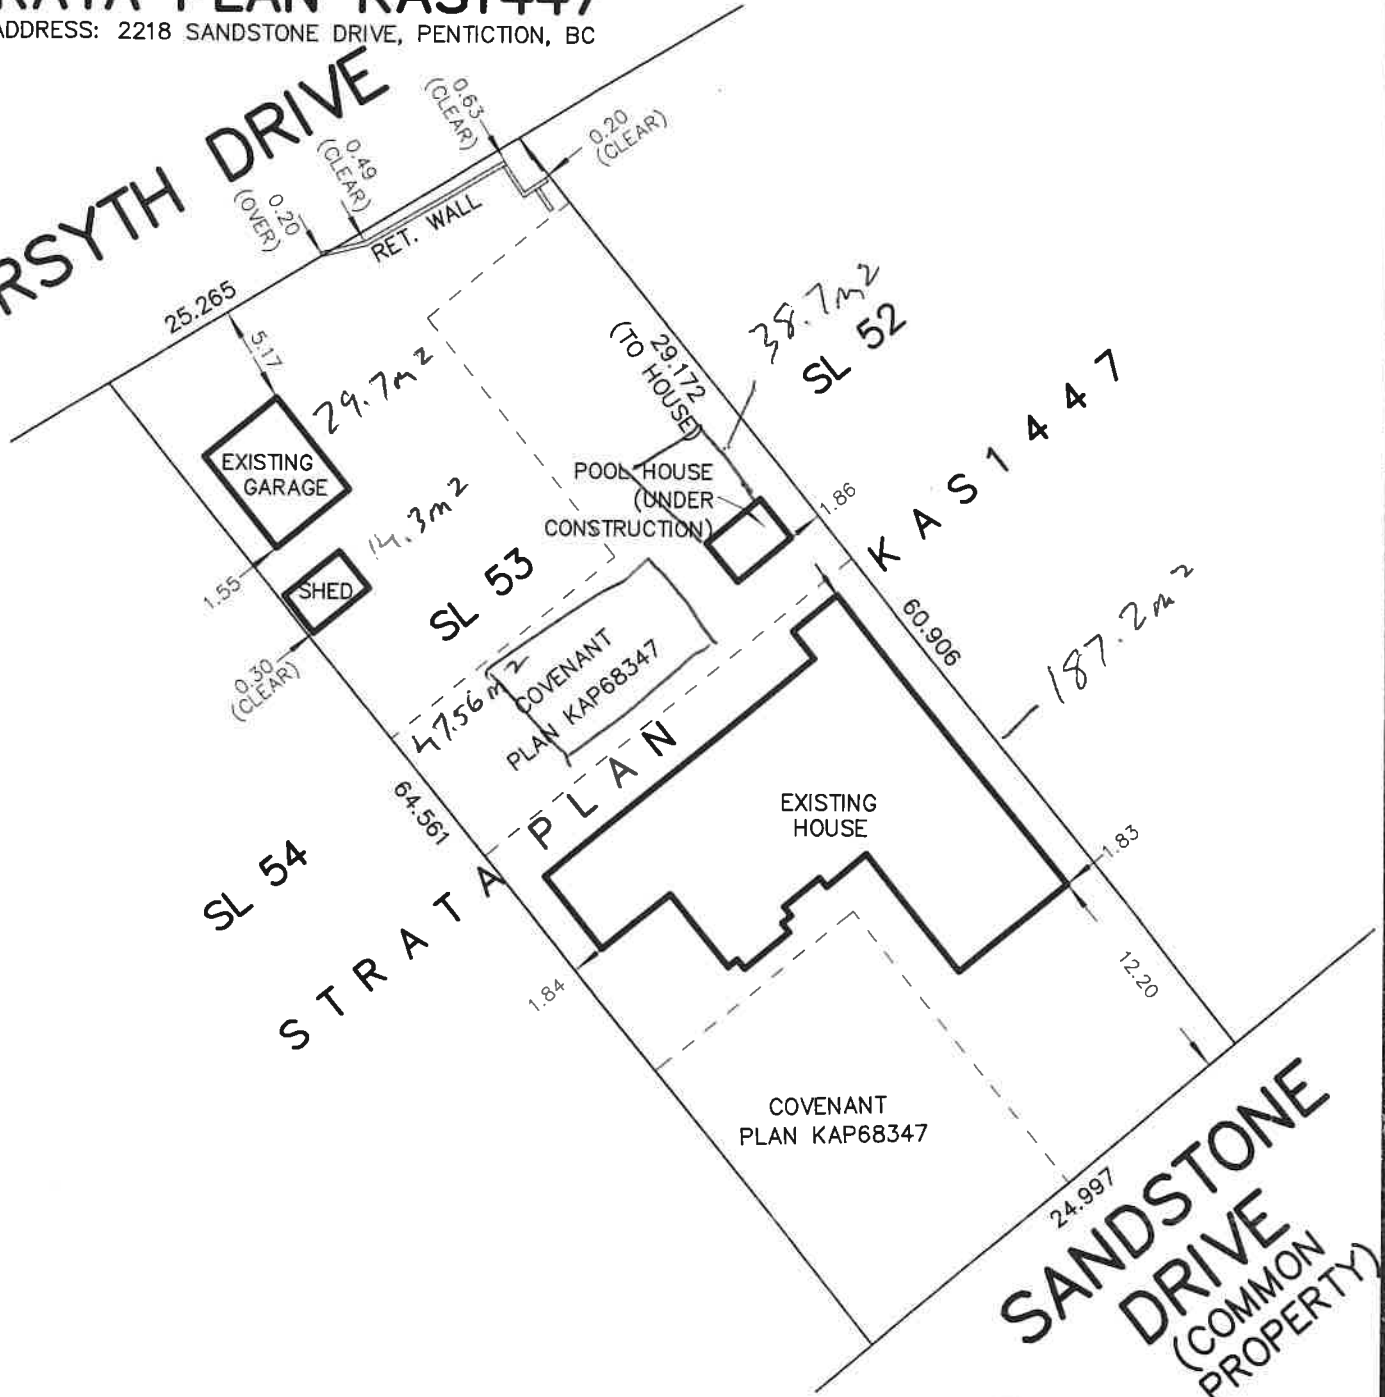 RATA PLAN KAS1447
ADDRESS: 2218 SANDSTONE DRIVE, PENTICTION, BC
RSYTH DRIVE
0.63
(CLEAR)
0.20
(CLEAR)
0.49
(CLEAR)
0.20
(OVER)
RET. WALL
25.265
5.17
29.7m²
29.172
(TO HOUSE)
38.7m²
SL 52
EXISTING
GARAGE
14.3m²
POOL HOUSE
(UNDER
CONSTRUCTION)
1.86
KAS1447
1.55
SHED
SL 53
0.30
(CLEAR)
60.906
187.2m²
47.56m²
COVENANT
PLAN KAP68347
64.561
STRATA PLAN
EXISTING
HOUSE
SL 54
1.83
1.84
12.20
COVENANT
PLAN KAP68347
24.997
SANDSTONE
DRIVE
(COMMON
PROPERTY)